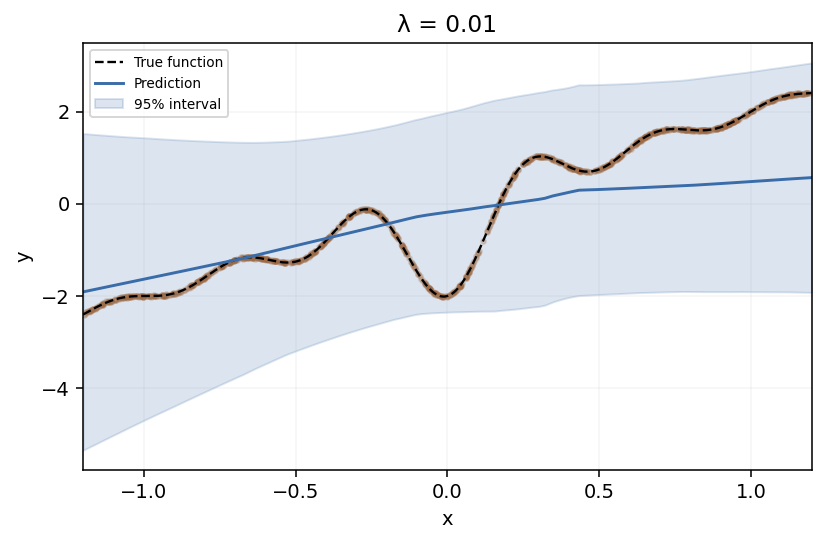 λ = 0.01
True function
Prediction
95% interval
y
2
0
−2
−4
−1.0 −0.5 0.0 0.5 1.0
x